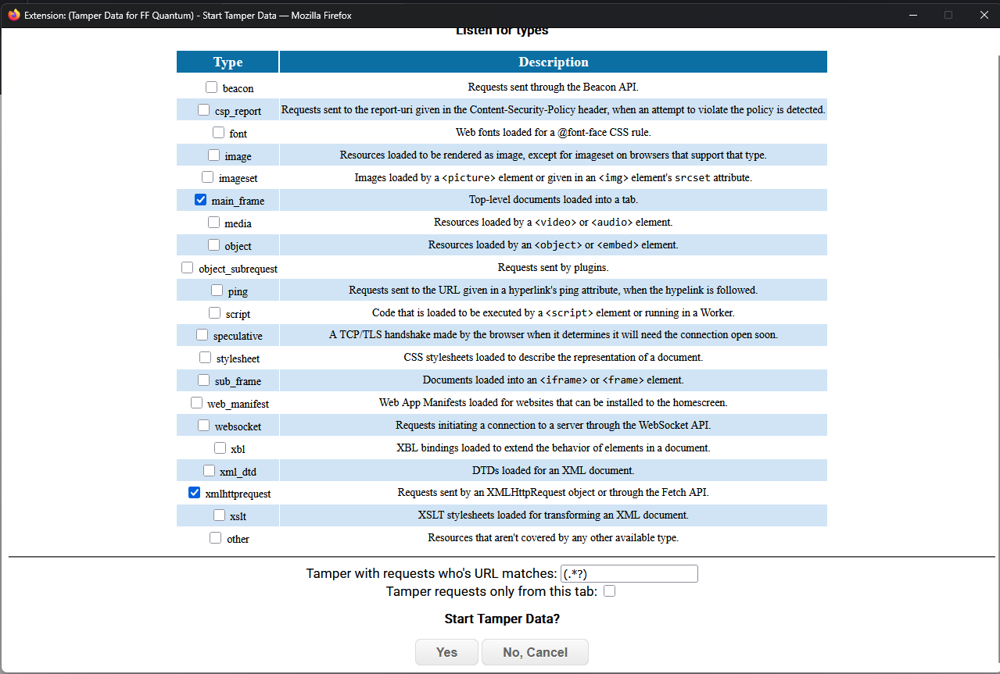 Extension: (Tamper Data for FF Quantum) - Start Tamper Data — Mozilla Firefox
Listen for types
Type Description
beacon Requests sent through the Beacon API.
csp_report Requests sent to the report-uri given in the Content-Security-Policy header, when an attempt to violate the policy is detected.
font Web fonts loaded for a @font-face CSS rule.
image Resources loaded to be rendered as image, except for imageset on browsers that support that type.
imageset Images loaded by a <picture> element or given in an <img> element's srcset attribute.
main_frame Top-level documents loaded into a tab.
media Resources loaded by a <video> or <audio> element.
object Resources loaded by an <object> or <embed> element.
object_subrequest Requests sent by plugins.
ping Requests sent to the URL given in a hyperlink's ping attribute, when the hypelink is followed.
script Code that is loaded to be executed by a <script> element or running in a Worker.
speculative A TCP/TLS handshake made by the browser when it determines it will need the connection open soon.
stylesheet CSS stylesheets loaded to describe the representation of a document.
sub_frame Documents loaded into an <iframe> or <frame> element.
web_manifest Web App Manifests loaded for websites that can be installed to the homescreen.
websocket Requests initiating a connection to a server through the WebSocket API.
xbl XBL bindings loaded to extend the behavior of elements in a document.
xml_dtd DTDs loaded for an XML document.
xmlhttprequest Requests sent by an XMLHttpRequest object or through the Fetch API.
xslt XSLT stylesheets loaded for transforming an XML document.
other Resources that aren't covered by any other available type.
Tamper with requests who's URL matches: (.*?)
Tamper requests only from this tab:
Start Tamper Data?
Yes No, Cancel